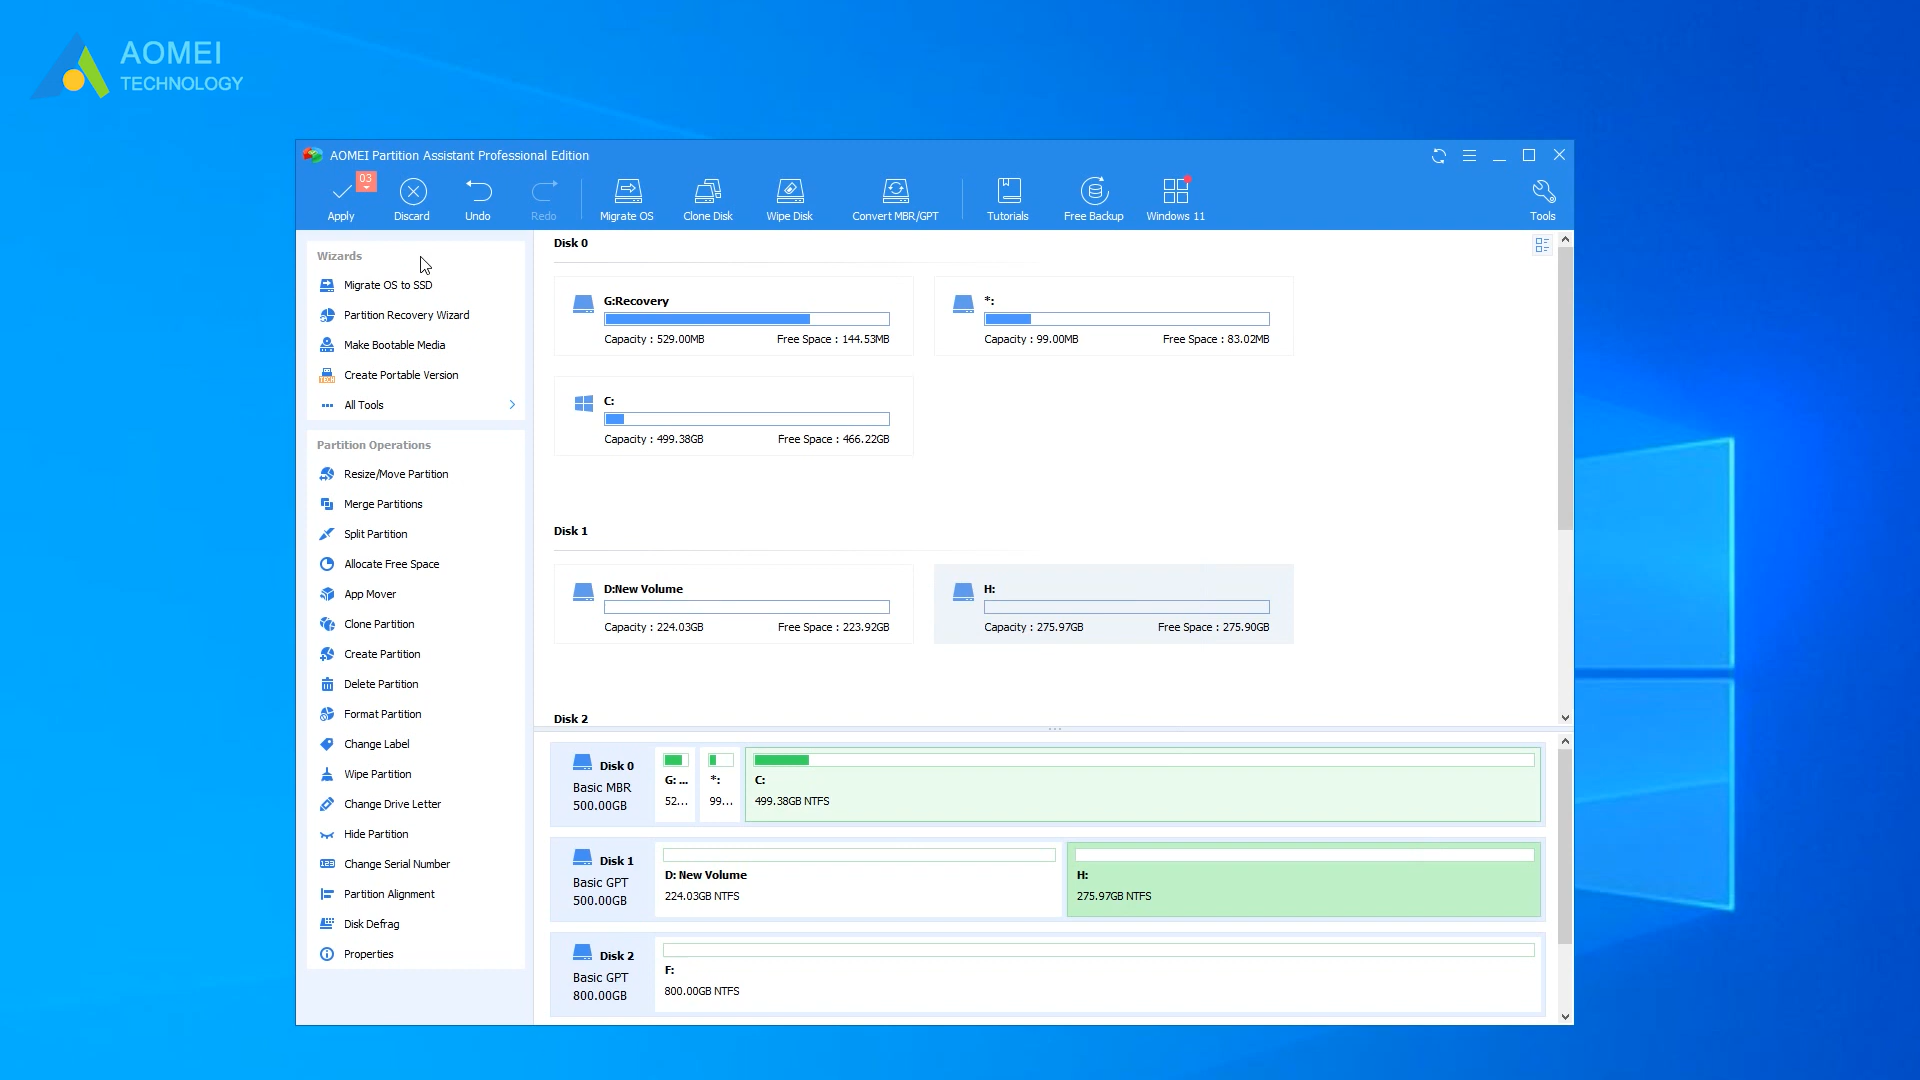 AOMEI
TECHNOLOGY
AOMEI Partition Assistant Professional Edition
03
Apply
Discard
Undo
Redo
Migrate OS
Clone Disk
Wipe Disk
Convert MBR/GPT
Tutorials
Free Backup
Windows 11
Tools
Wizards
Migrate OS to SSD
Partition Recovery Wizard
Make Bootable Media
Create Portable Version
All Tools
Partition Operations
Resize/Move Partition
Merge Partitions
Split Partition
Allocate Free Space
App Mover
Clone Partition
Create Partition
Delete Partition
Format Partition
Change Label
Wipe Partition
Change Drive Letter
Hide Partition
Change Serial Number
Partition Alignment
Disk Defrag
Properties
Disk 0
G:Recovery
Capacity : 529.00MB Free Space : 144.53MB
*:
Capacity : 99.00MB Free Space : 83.02MB
C:
Capacity : 499.38GB Free Space : 466.22GB
Disk 1
D:New Volume
Capacity : 224.03GB Free Space : 223.92GB
H:
Capacity : 275.97GB Free Space : 275.90GB
Disk 2
Disk 0
Basic MBR
500.00GB
G: ...
52...
*:
99...
C:
499.38GB NTFS
Disk 1
Basic GPT
500.00GB
D: New Volume
224.03GB NTFS
H:
275.97GB NTFS
Disk 2
Basic GPT
800.00GB
F:
800.00GB NTFS